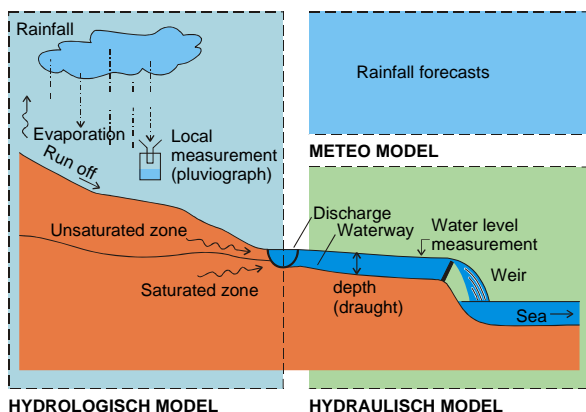 Rainfall
Evaporation
Run off
Local
measurement
(pluviograph)
Unsaturated zone
Saturated zone
HYDROLOGISCH MODEL
Rainfall forecasts
METEO MODEL
Discharge
Waterway
Water level
measurement
Weir
depth
(draught)
Sea
HYDRAULISCH MODEL